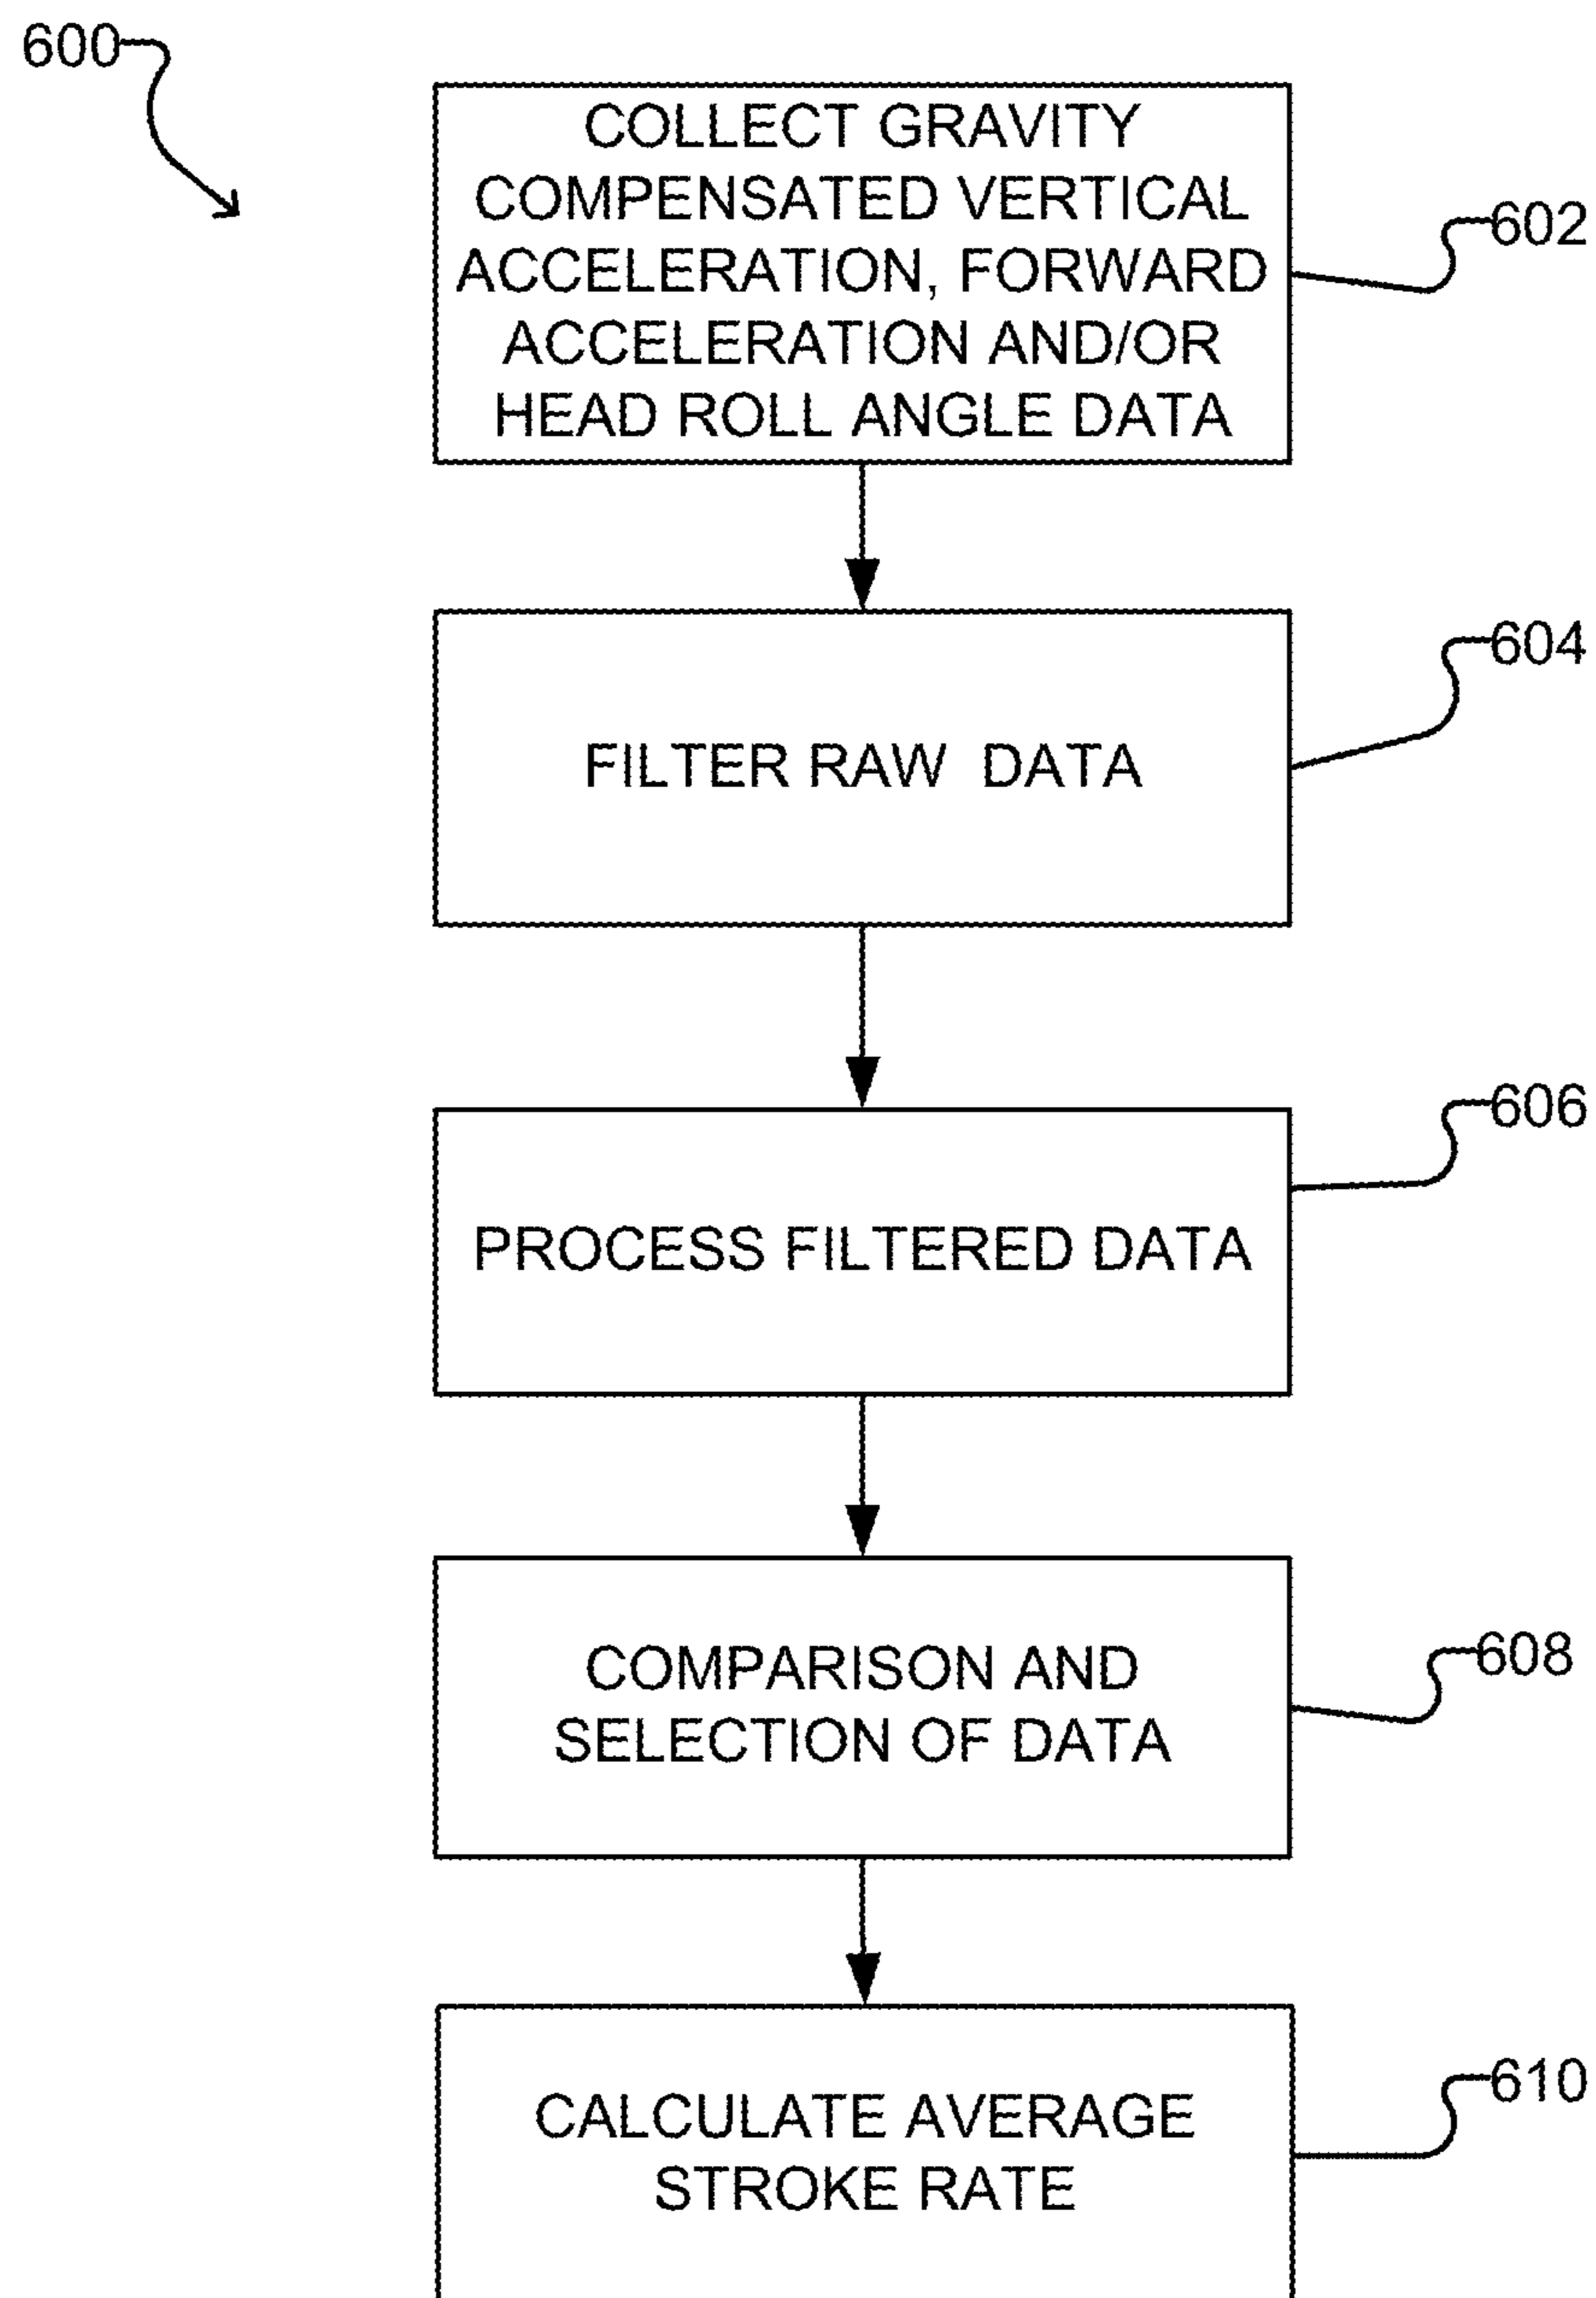 600
COLLECT GRAVITY
COMPENSATED VERTICAL
ACCELERATION, FORWARD
ACCELERATION AND/OR
HEAD ROLL ANGLE DATA
602
FILTER RAW DATA
604
PROCESS FILTERED DATA
606
COMPARISON AND
SELECTION OF DATA
608
CALCULATE AVERAGE
STROKE RATE
610